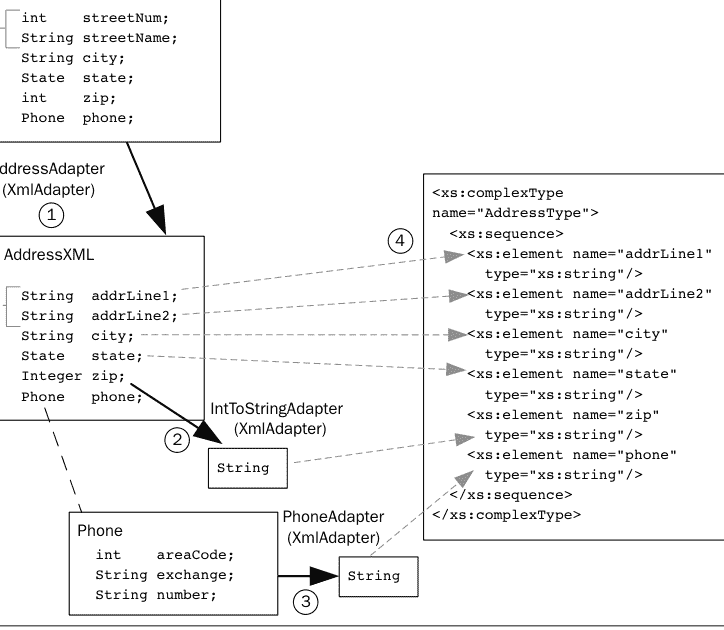 int    streetNum;
String streetName;
String city;
State  state;
int    zip;
Phone  phone;
ddressAdapter
(XmlAdapter)
1
AddressXML
String  addrLine1;
String  addrLine2;
String  city;
State   state;
Integer zip;
Phone   phone;
IntToStringAdapter
(XmlAdapter)
2
String
Phone
int    areaCode;
String exchange;
String number;
PhoneAdapter
(XmlAdapter)
3
String
4
<xs:complexType
name="AddressType">
<xs:sequence>
<xs:element name="addrLine1"
type="xs:string"/>
<xs:element name="addrLine2"
type="xs:string"/>
<xs:element name="city"
type="xs:string"/>
<xs:element name="state"
type="xs:string"/>
<xs:element name="zip"
type="xs:string"/>
<xs:element name="phone"
type="xs:string"/>
</xs:sequence>
</xs:complexType>